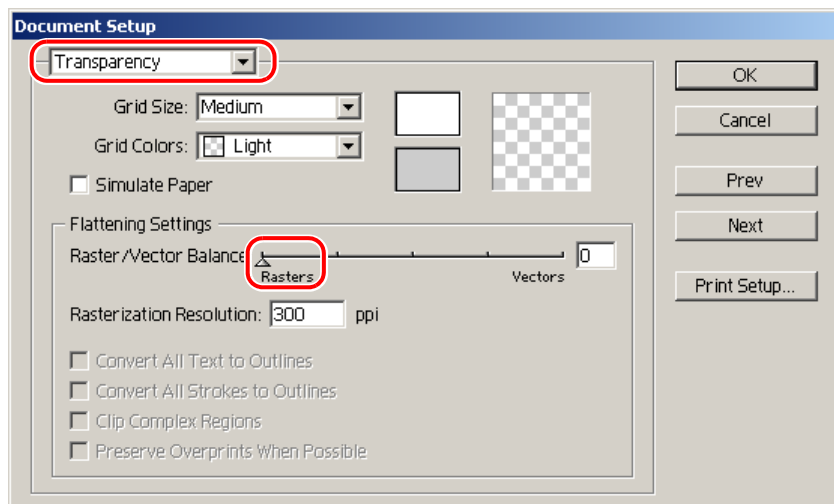 Document Setup
Transparency
OK
Grid Size: Medium
Cancel
Grid Colors: Light
Simulate Paper
Prev
Flattening Settings
Next
Raster/Vector Balance 0
Rasters Vectors
Print Setup...
Rasterization Resolution: 300 ppi
Convert All Text to Outlines
Convert All Strokes to Outlines
Clip Complex Regions
Preserve Overprints When Possible